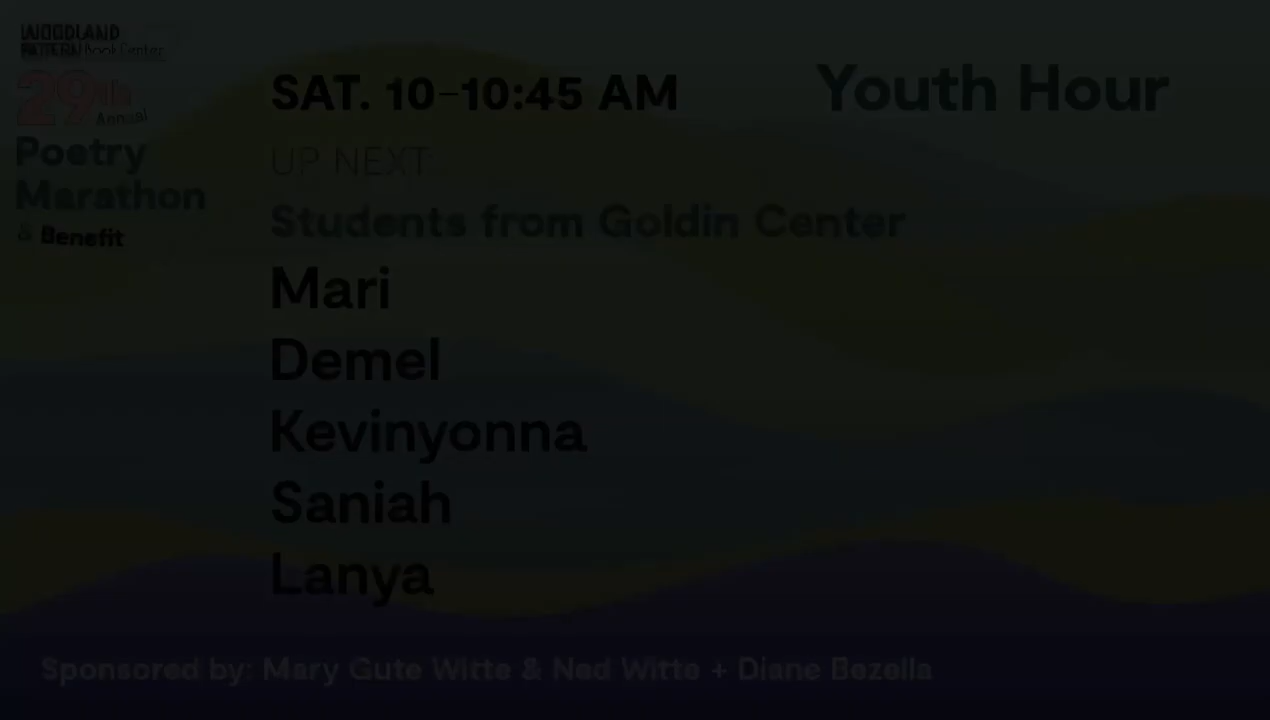 WOODLAND
PATTERN Book Center
29th
Annual
Poetry
Marathon
& Benefit
SAT. 10–10:45 AM
Youth Hour
UP NEXT:
Students from Goldin Center
Mari
Demel
Kevinyonna
Saniah
Lanya
Sponsored by: Mary Gute Witte & Ned Witte + Diane Bezella